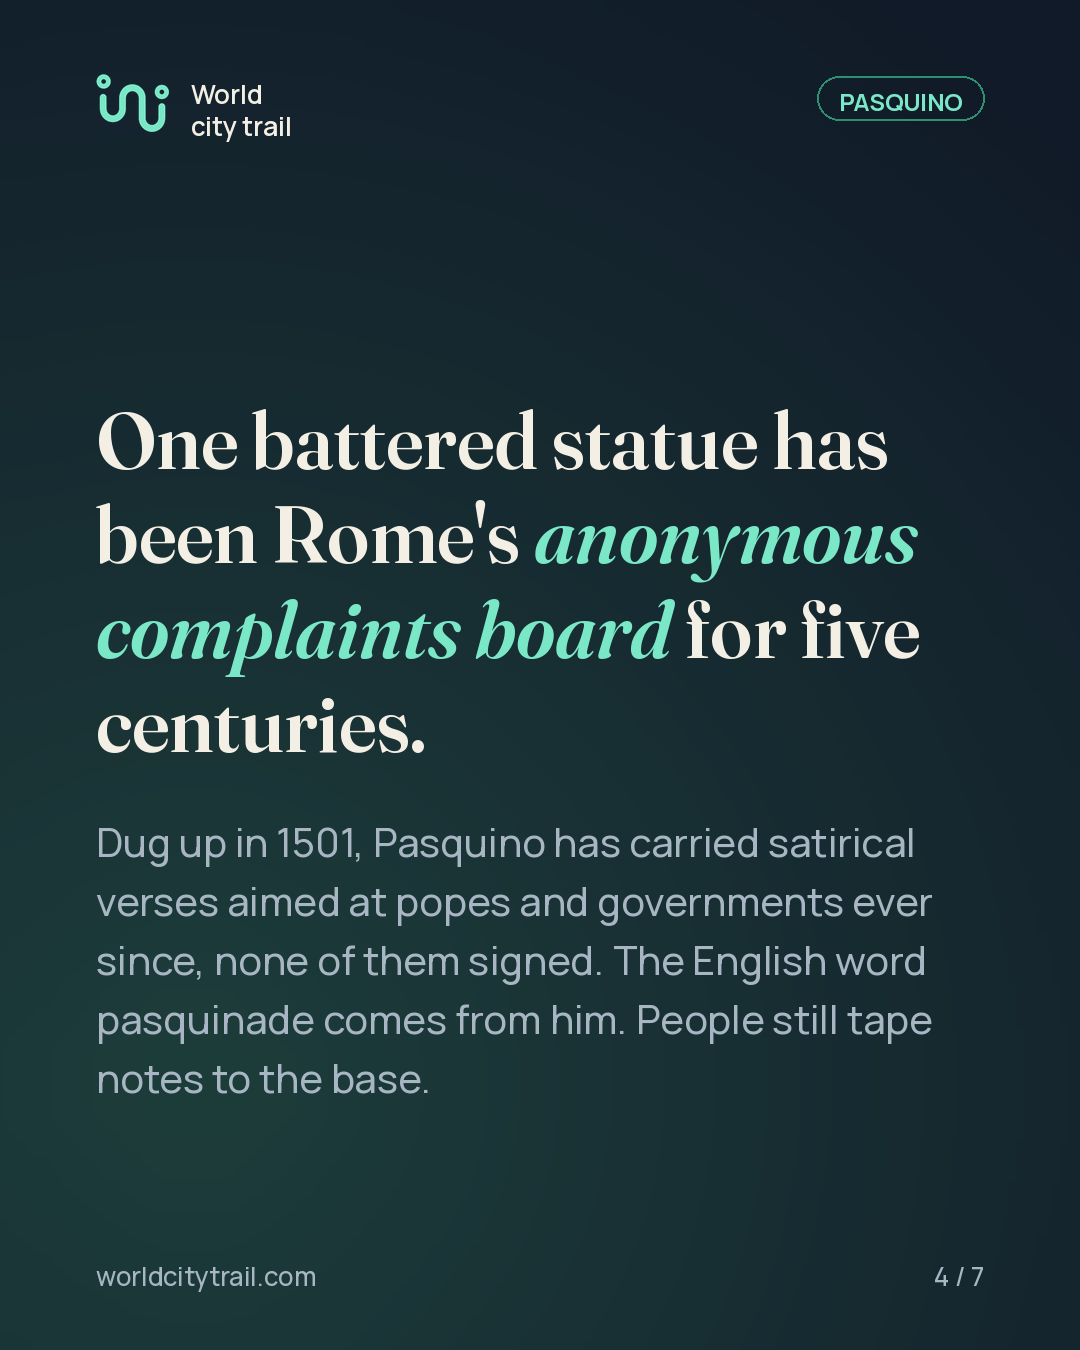 World
city trail
PASQUINO
One battered statue has
been Rome's anonymous
complaints board for five
centuries.
Dug up in 1501, Pasquino has carried satirical
verses aimed at popes and governments ever
since, none of them signed. The English word
pasquinade comes from him. People still tape
notes to the base.
worldcitytrail.com
4 / 7